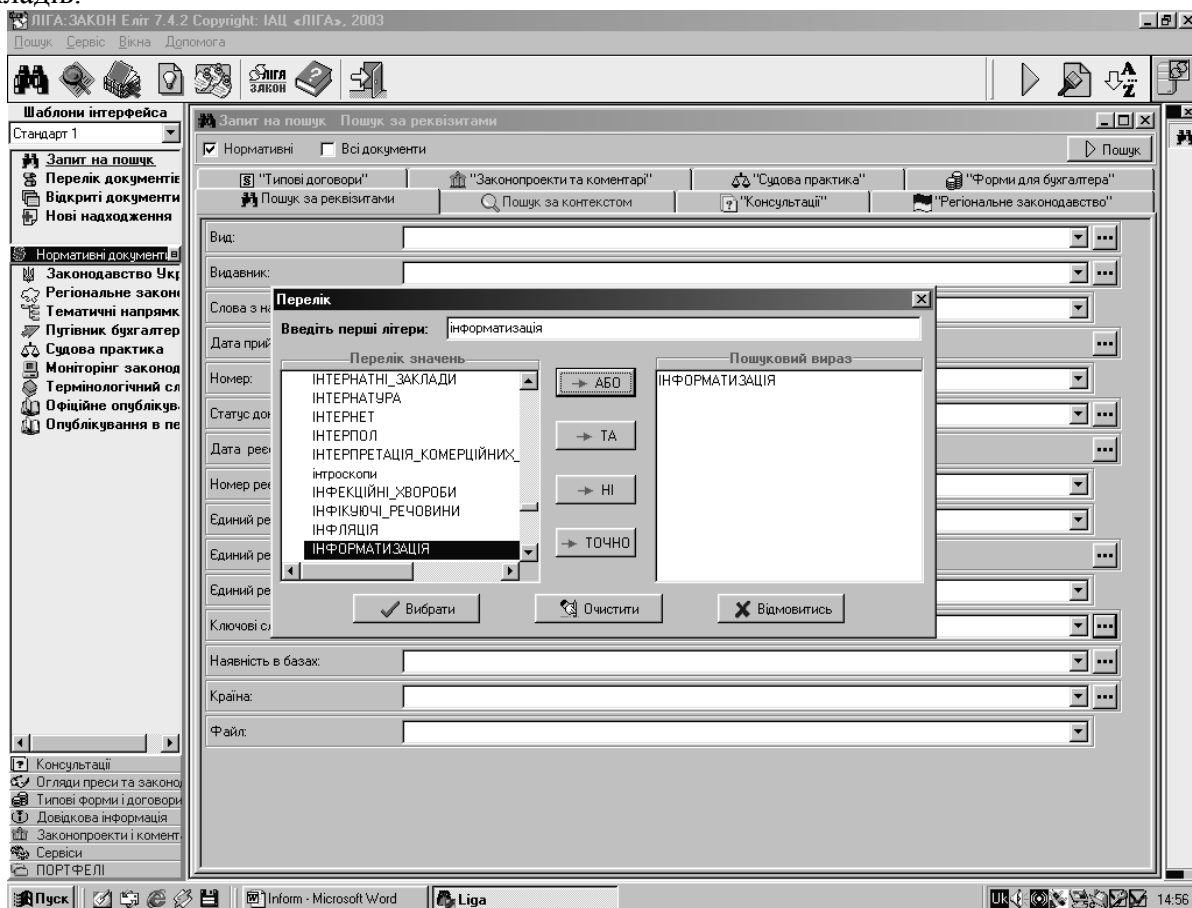 ЛІГА:ЗАКОН Еліт 7.4.2 Copyright: ІАЦ «ЛІГА», 2003
Пошук Сервіс Вікна Допомога
ЛІГА
ЗАКОН
A
Z
Шаблони інтерфейса
Стандарт 1
Запит на пошук
Перелік документів
Відкриті документи
Нові надходження
Нормативні документи
Законодавство Укр
Регіональне законо
Тематичні напрямк
Путівник бухгалтер
Судова практика
Моніторінг законод
Термінологічний сл
Офіційне опублікув
Опублікування в пе
Консультації
Огляди преси та законо
Типові форми і договори
Довідкова інформація
Законопроекти і комент
Сервіси
ПОРТФЕЛІ
Запит на пошук Пошук за реквізитами
Нормативні Всі документи Пошук
"Типові договори" "Законопроекти та коментарі" "Судова практика" "Форми для бухгалтера"
Пошук за реквізитами Пошук за контекстом "Консультації" "Регіональне законодавство"
Вид:
Видавник:
Слова з н
Дата прий
Номер:
Статус док
Дата реєс
Номер реє
Єдиний ре
Єдиний ре
Єдиний ре
Ключові сл
Наявність в базах:
Країна:
Файл:
Перелік
Введіть перші літери: інформатизація
Перелік значень
ІНТЕРНАТНІ_ЗАКЛАДИ
ІНТЕРНАТУРА
ІНТЕРНЕТ
ІНТЕРПОЛ
ІНТЕРПРЕТАЦІЯ_КОМЕРЦІЙНИХ_
інтроскопи
ІНФЕКЦІЙНІ_ХВОРОБИ
ІНФІКУЮЧІ_РЕЧОВИНИ
ІНФЛЯЦІЯ
ІНФОРМАТИЗАЦІЯ
АБО
ТА
НІ
ТОЧНО
Пошуковий вираз
ІНФОРМАТИЗАЦІЯ
Вибрати Очистити Відмовитись
Пуск Inform - Microsoft Word Liga Uk 14:56